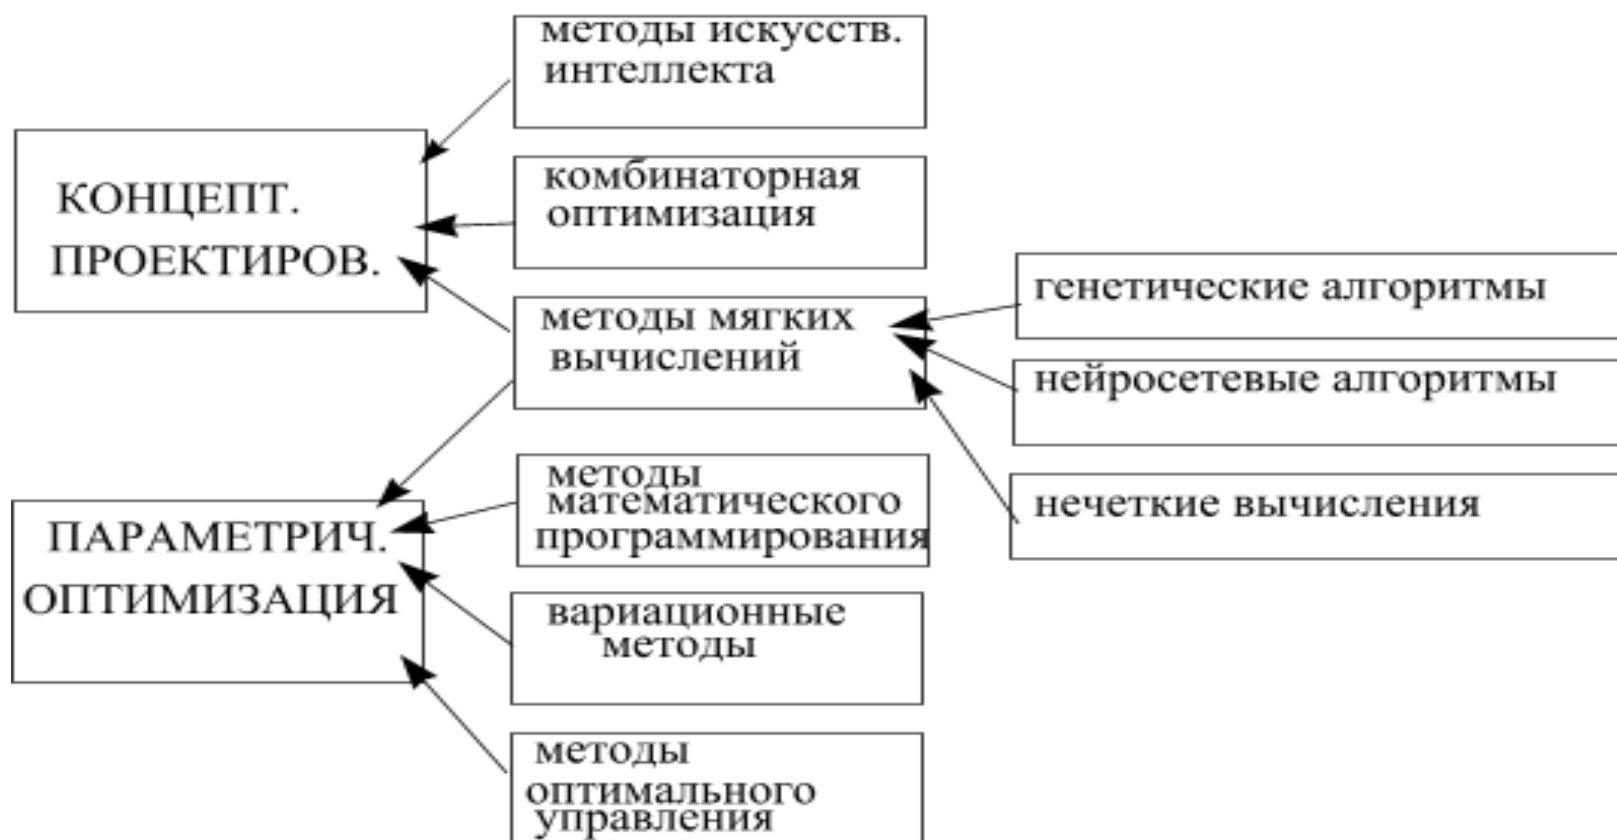 методы искусств.
интеллекта
КОНЦЕПТ.
ПРОЕКТИРОВ.
комбинаторная
оптимизация
методы мягких
вычислений
генетические алгоритмы
нейросетевые алгоритмы
нечеткие вычисления
ПАРАМЕТРИЧ.
ОПТИМИЗАЦИЯ
методы
математического
программирования
вариационные
методы
методы
оптимального
управления